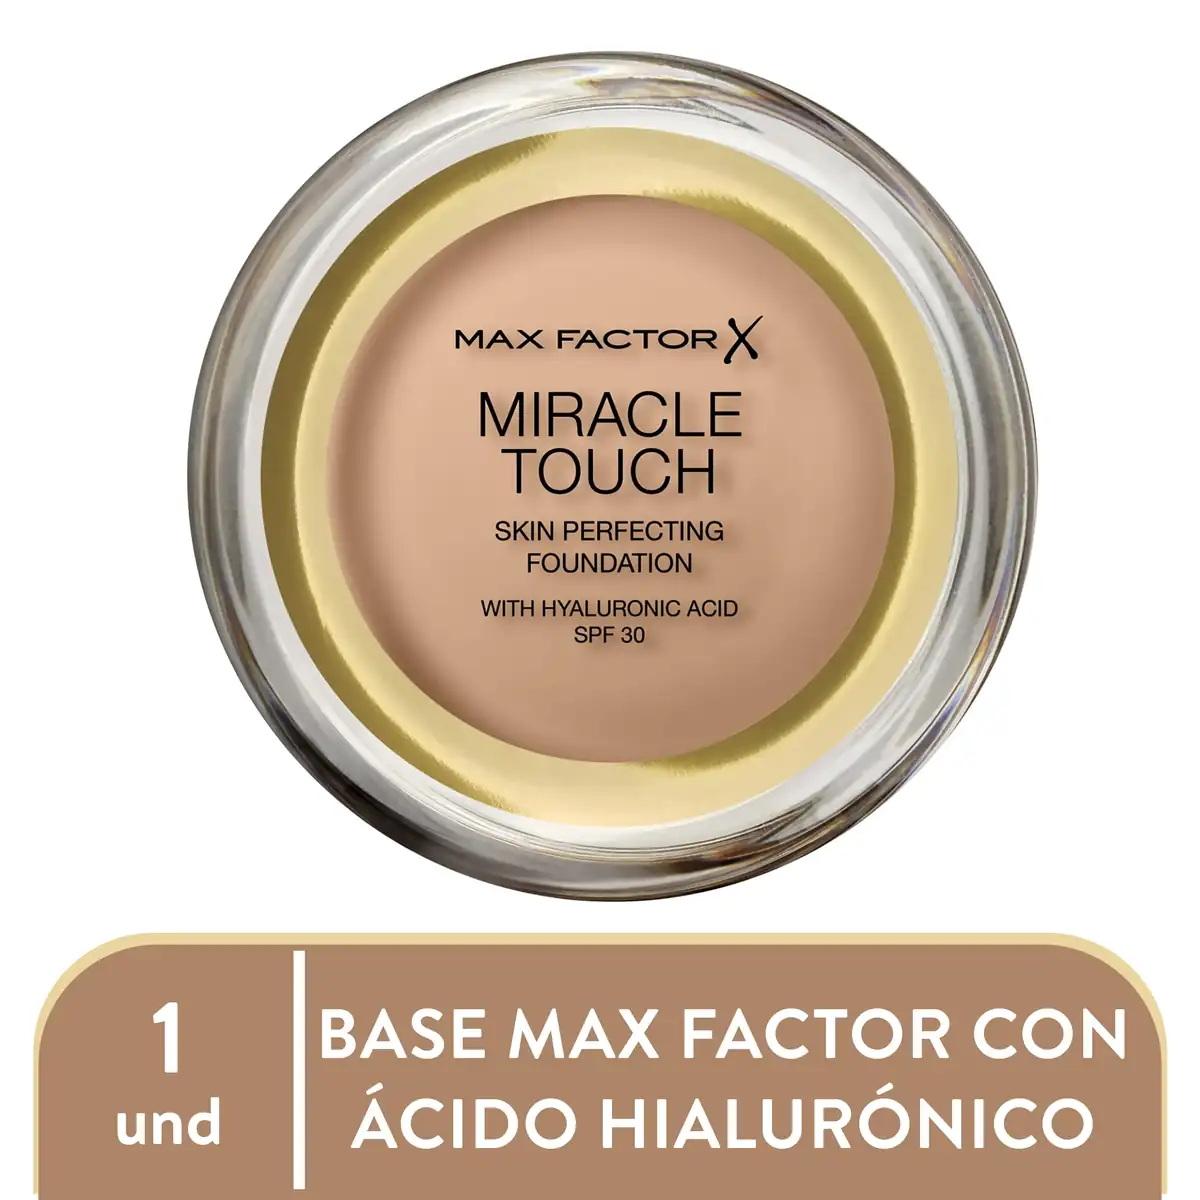 MAX FACTOR X
MIRACLE
TOUCH
SKIN PERFECTING
FOUNDATION
WITH HYALURONIC ACID
SPF 30
1
und
BASE MAX FACTOR CON
ÁCIDO HIALURÓNICO